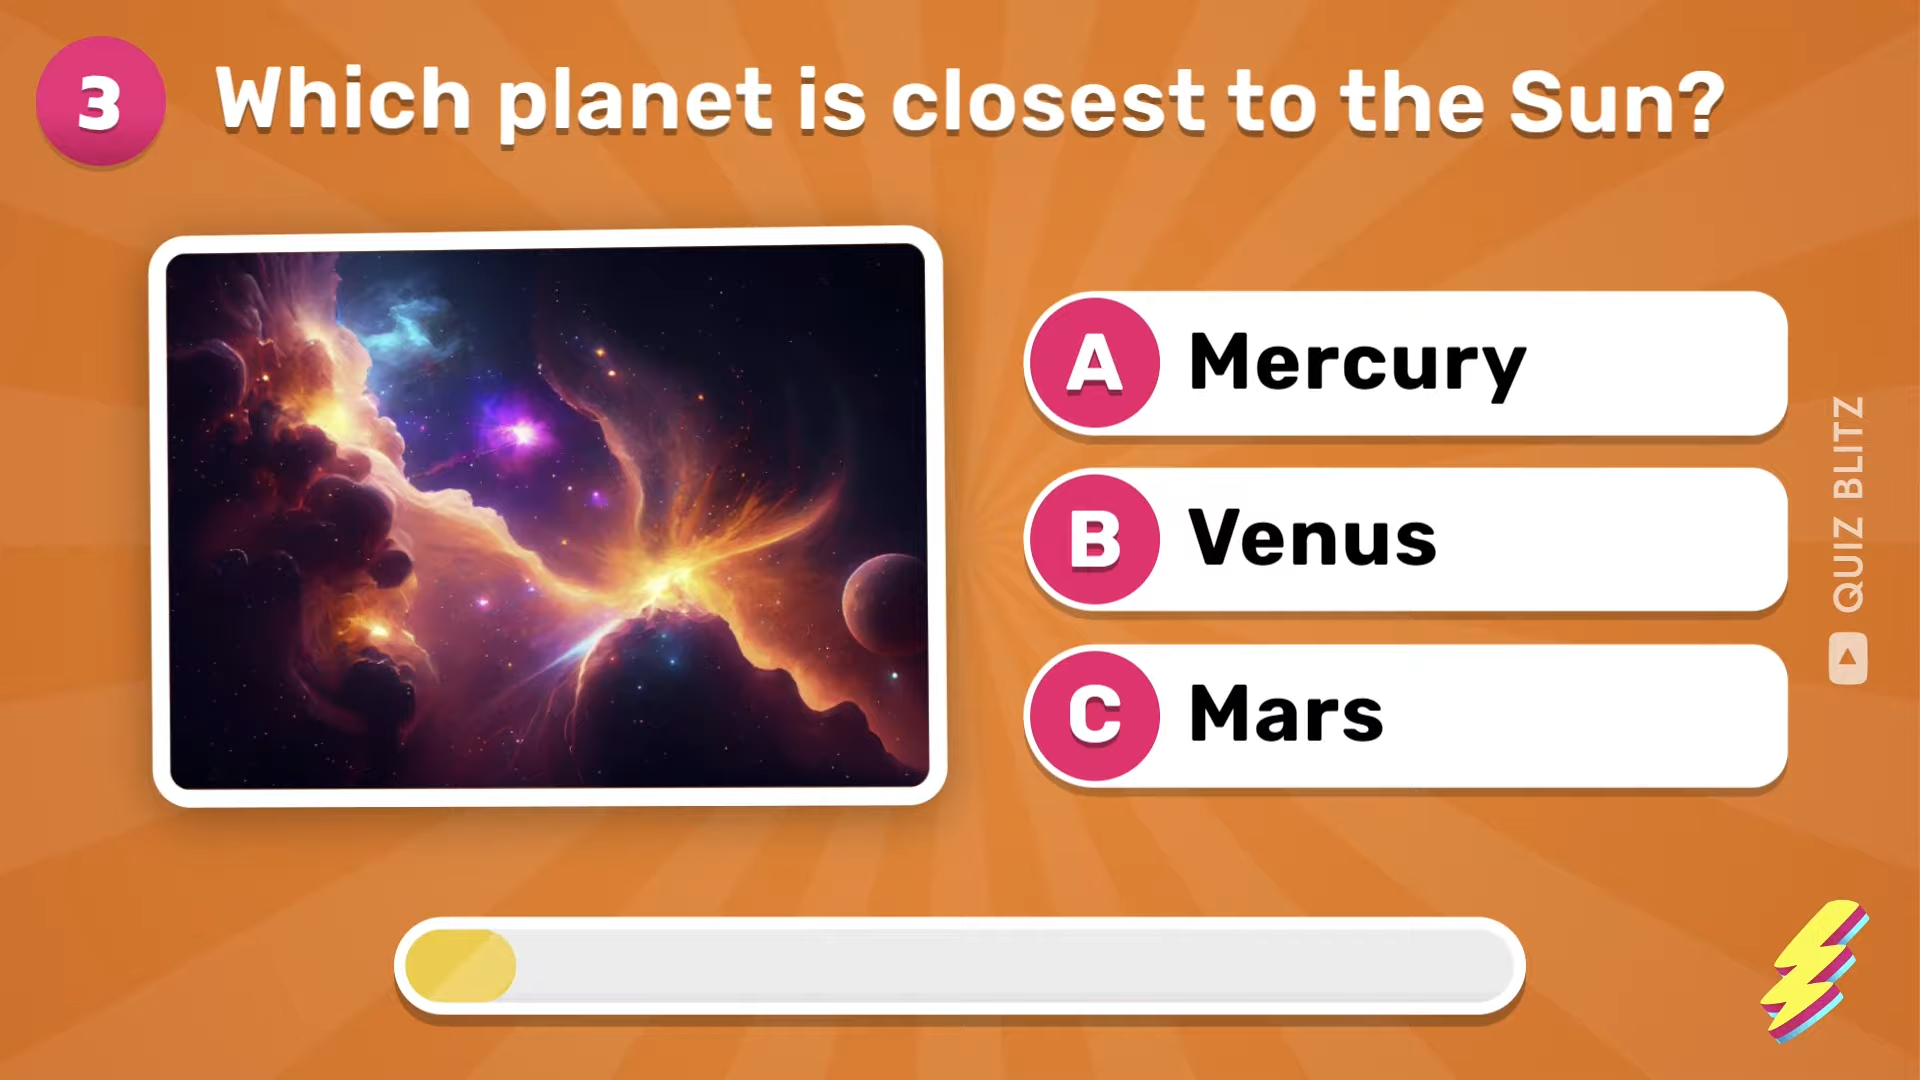 3
Which planet is closest to the Sun?
A Mercury
B Venus
C Mars
QUIZ BLITZ